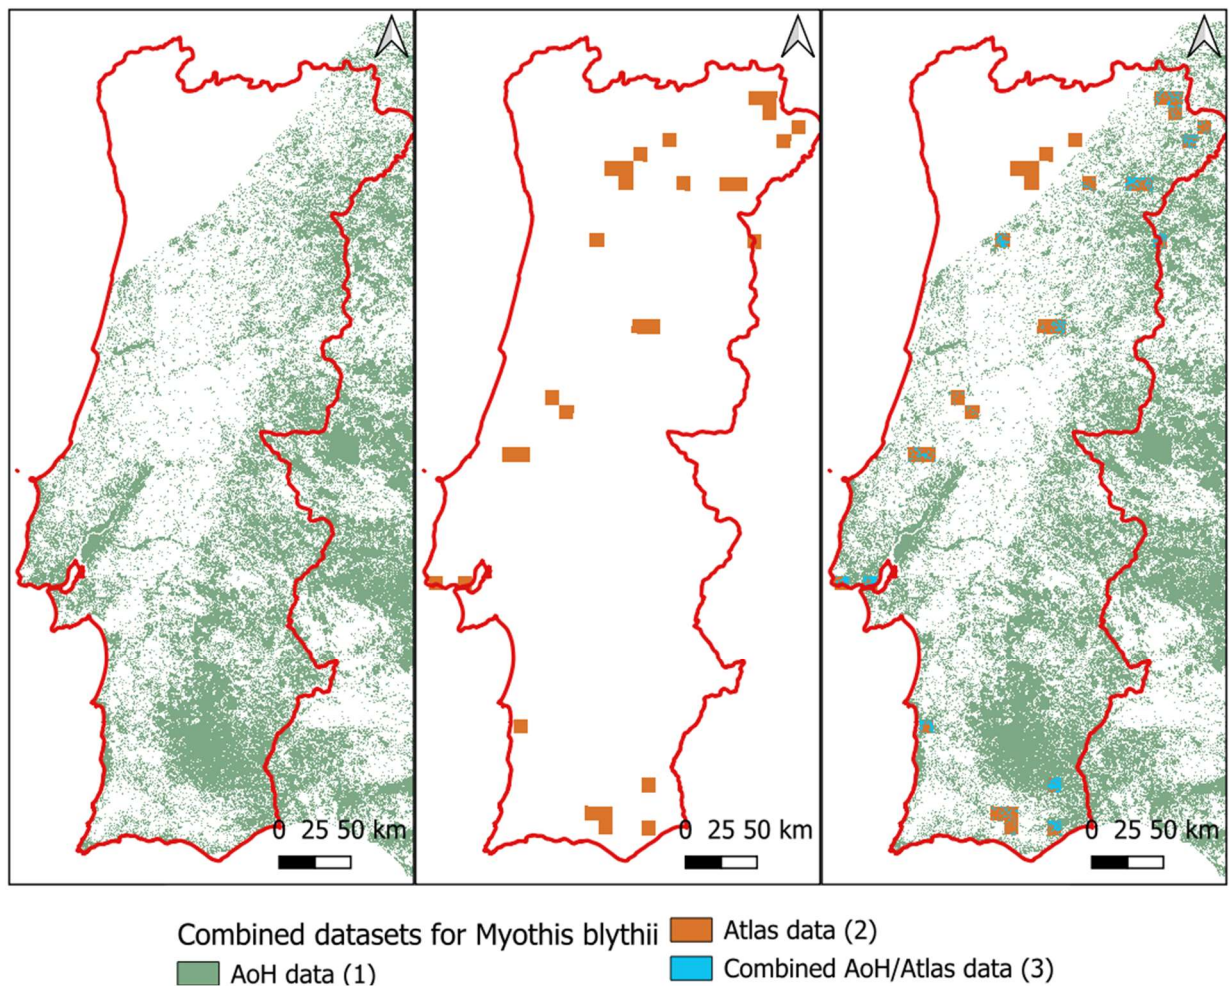 0 25 50 km
0 25 50 km
0 25 50 km
Combined datasets for Myothis blythii
AoH data (1)
Atlas data (2)
Combined AoH/Atlas data (3)